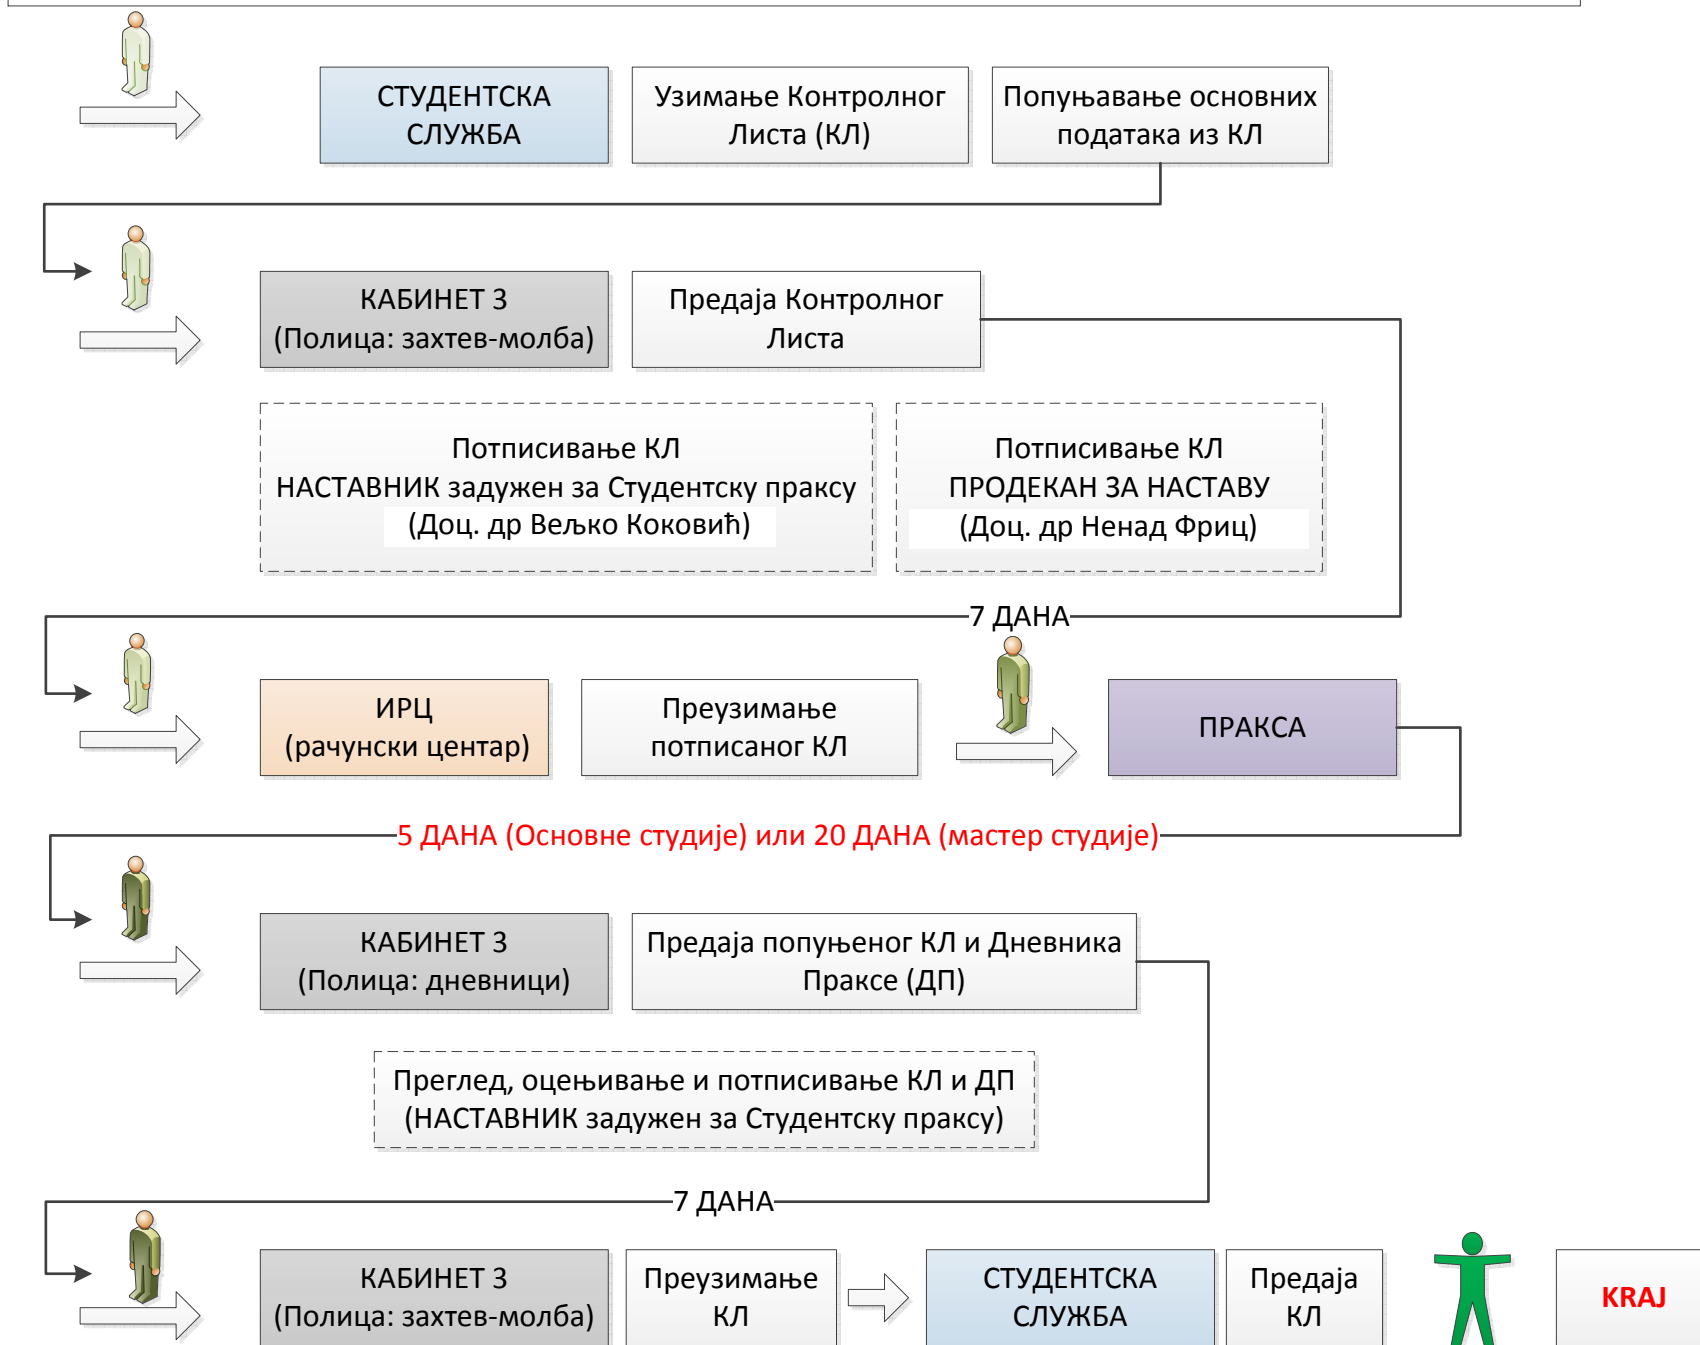 СТУДЕНТСКА
СЛУЖБА
Узимање Контролног
Листа (КЛ)
Попуњавање основних
података из КЛ
КАБИНЕТ 3
(Полица: захтев-молба)
Предаја Контролног
Листа
Потписивање КЛ
НАСТАВНИК задужен за Студентску праксу
(Доц. др Вељко Коковић)
Потписивање КЛ
ПРОДЕКАН ЗА НАСТАВУ
(Доц. др Ненад Фриц)
7 ДАНА
ИРЦ
(рачунски центар)
Преузимање
потписаног КЛ
ПРАКСА
5 ДАНА (Основне студије) или 20 ДАНА (мастер студије)
КАБИНЕТ 3
(Полица: дневници)
Предаја попуњеног КЛ и Дневника
Праксе (ДП)
Преглед, оцењивање и потписивање КЛ и ДП
(НАСТАВНИК задужен за Студентску праксу)
7 ДАНА
КАБИНЕТ 3
(Полица: захтев-молба)
Преузимање
КЛ
СТУДЕНТСКА
СЛУЖБА
Предаја
КЛ
KRAJ